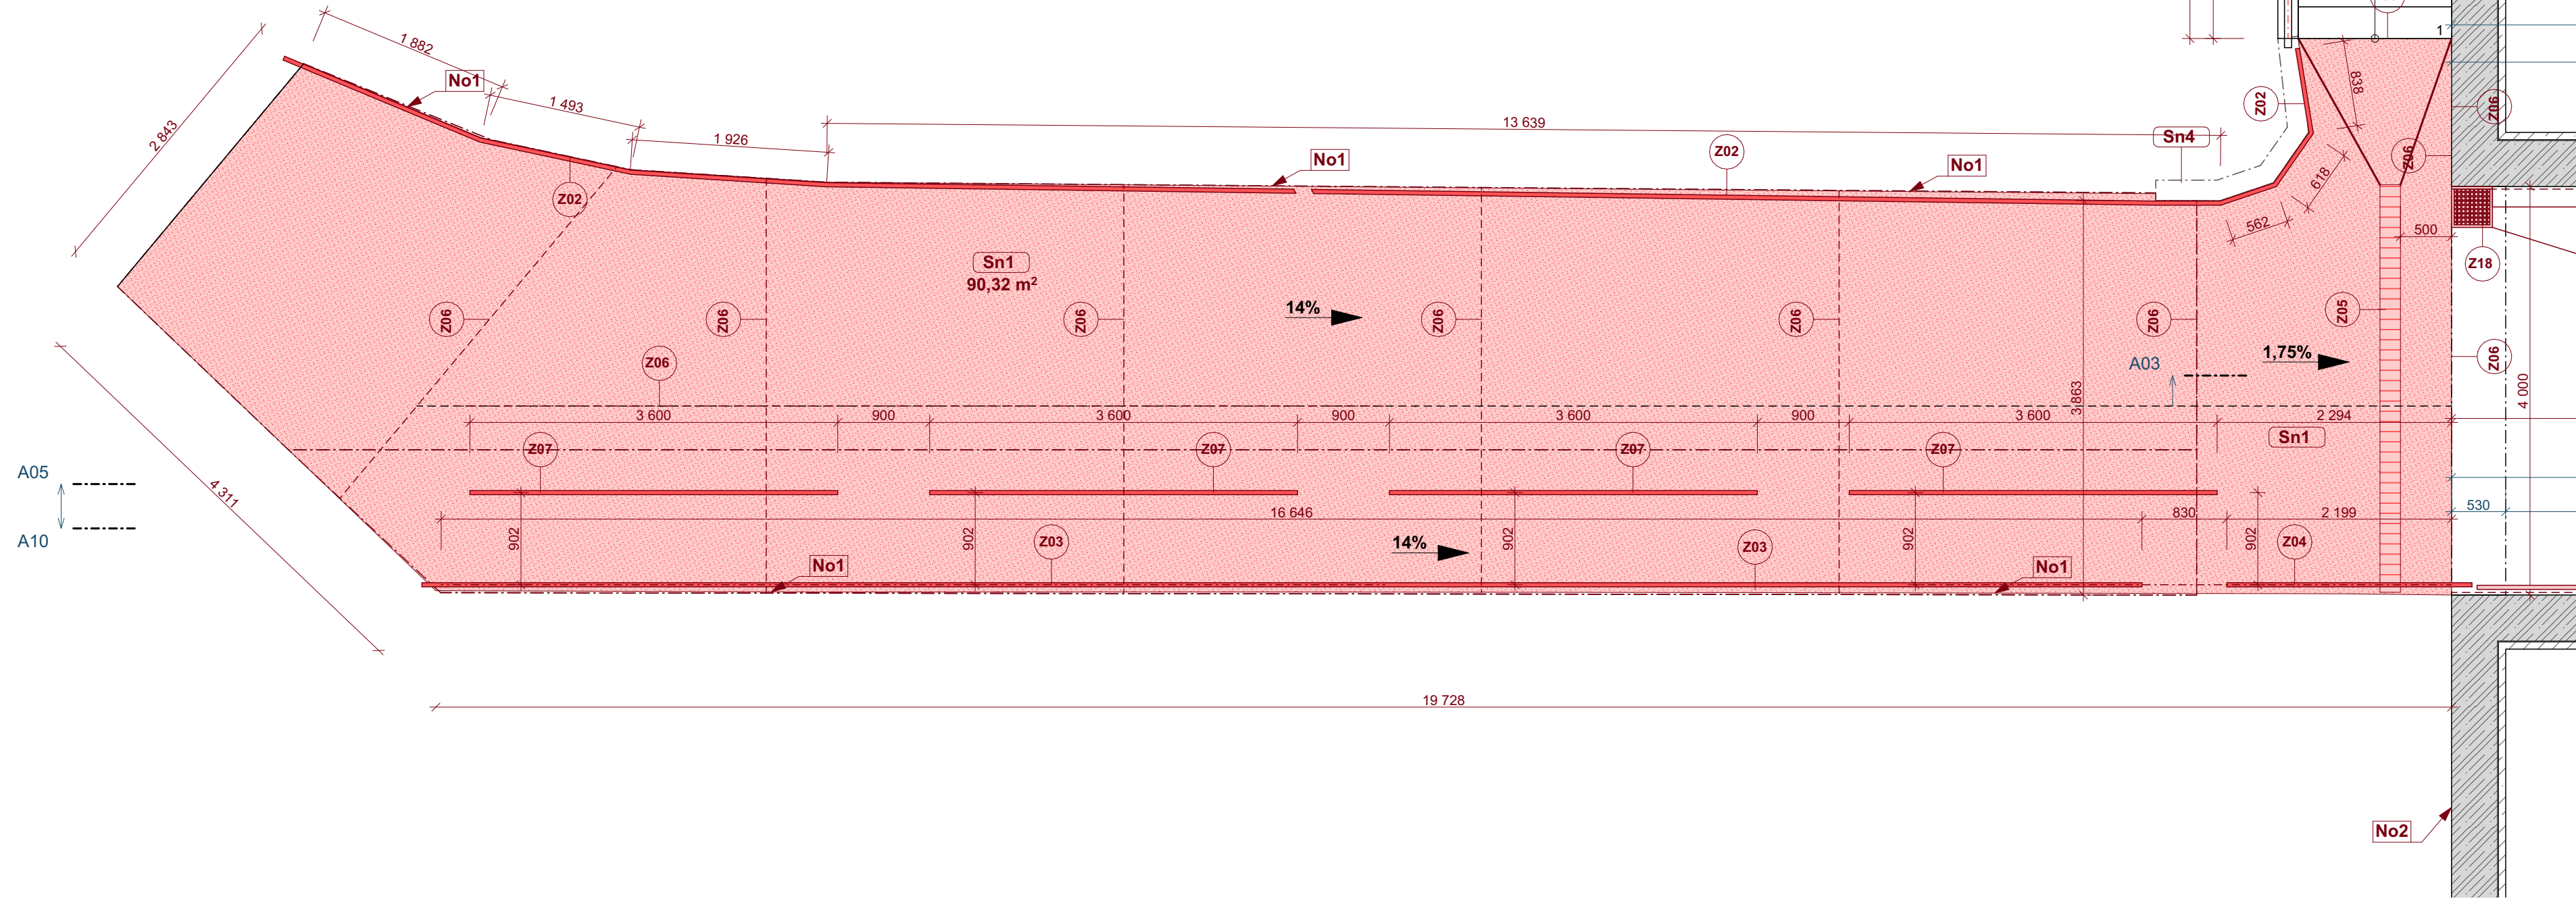 1
1 882
No1
1 493
838
Z06
Z02
13 639
2 843
Sn4
1 926
Z02
Z06
No1
No1
618
Z02
562
500
Sn1
90,32 m²
Z18
14%
Z05
Z06
Z06
Z06
Z06
Z06
Z06
1,75%
Z06
A03
Z06
4 000
3 863
3 600
900
3 600
900
3 600
900
3 600
2 294
Sn1
Z07
Z07
Z07
Z07
A05
4 311
16 646
830
2 199
530
902
902
902
902
902
Z03
14%
Z03
Z04
A10
No1
No1
19 728
No2